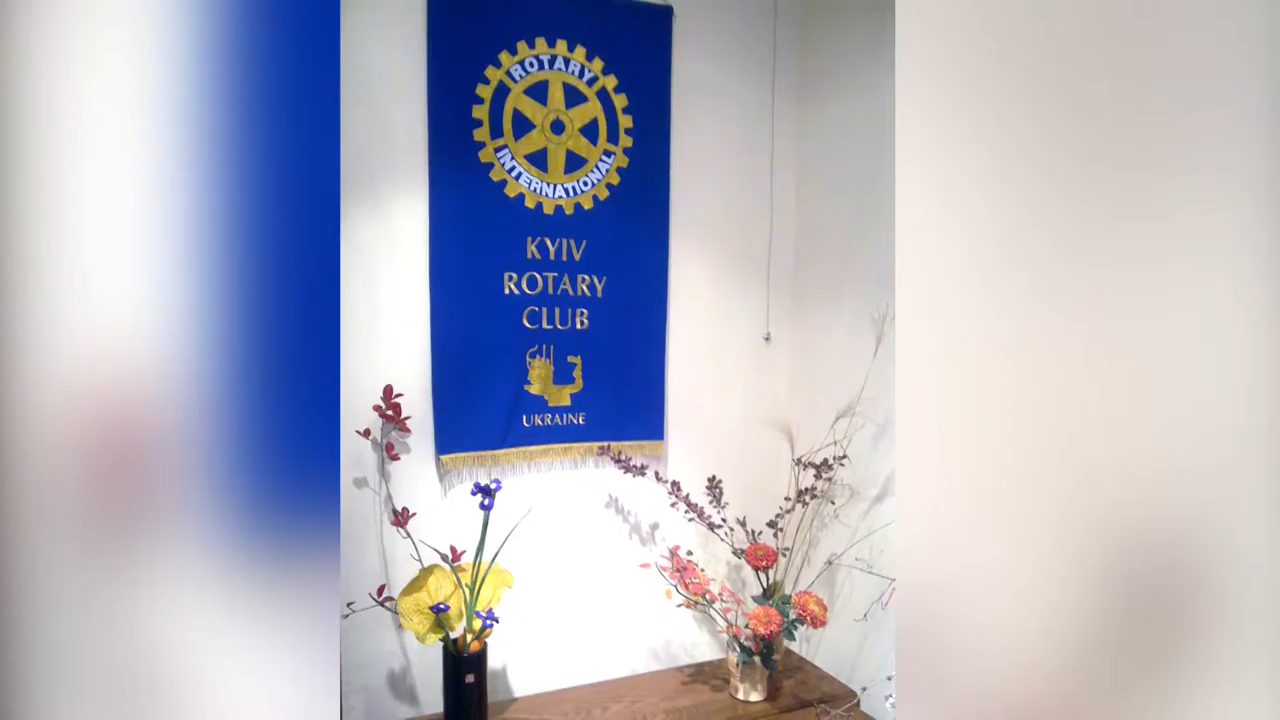 ROTARY
INTERNATIONAL
KYIV
ROTARY
CLUB
UKRAINE